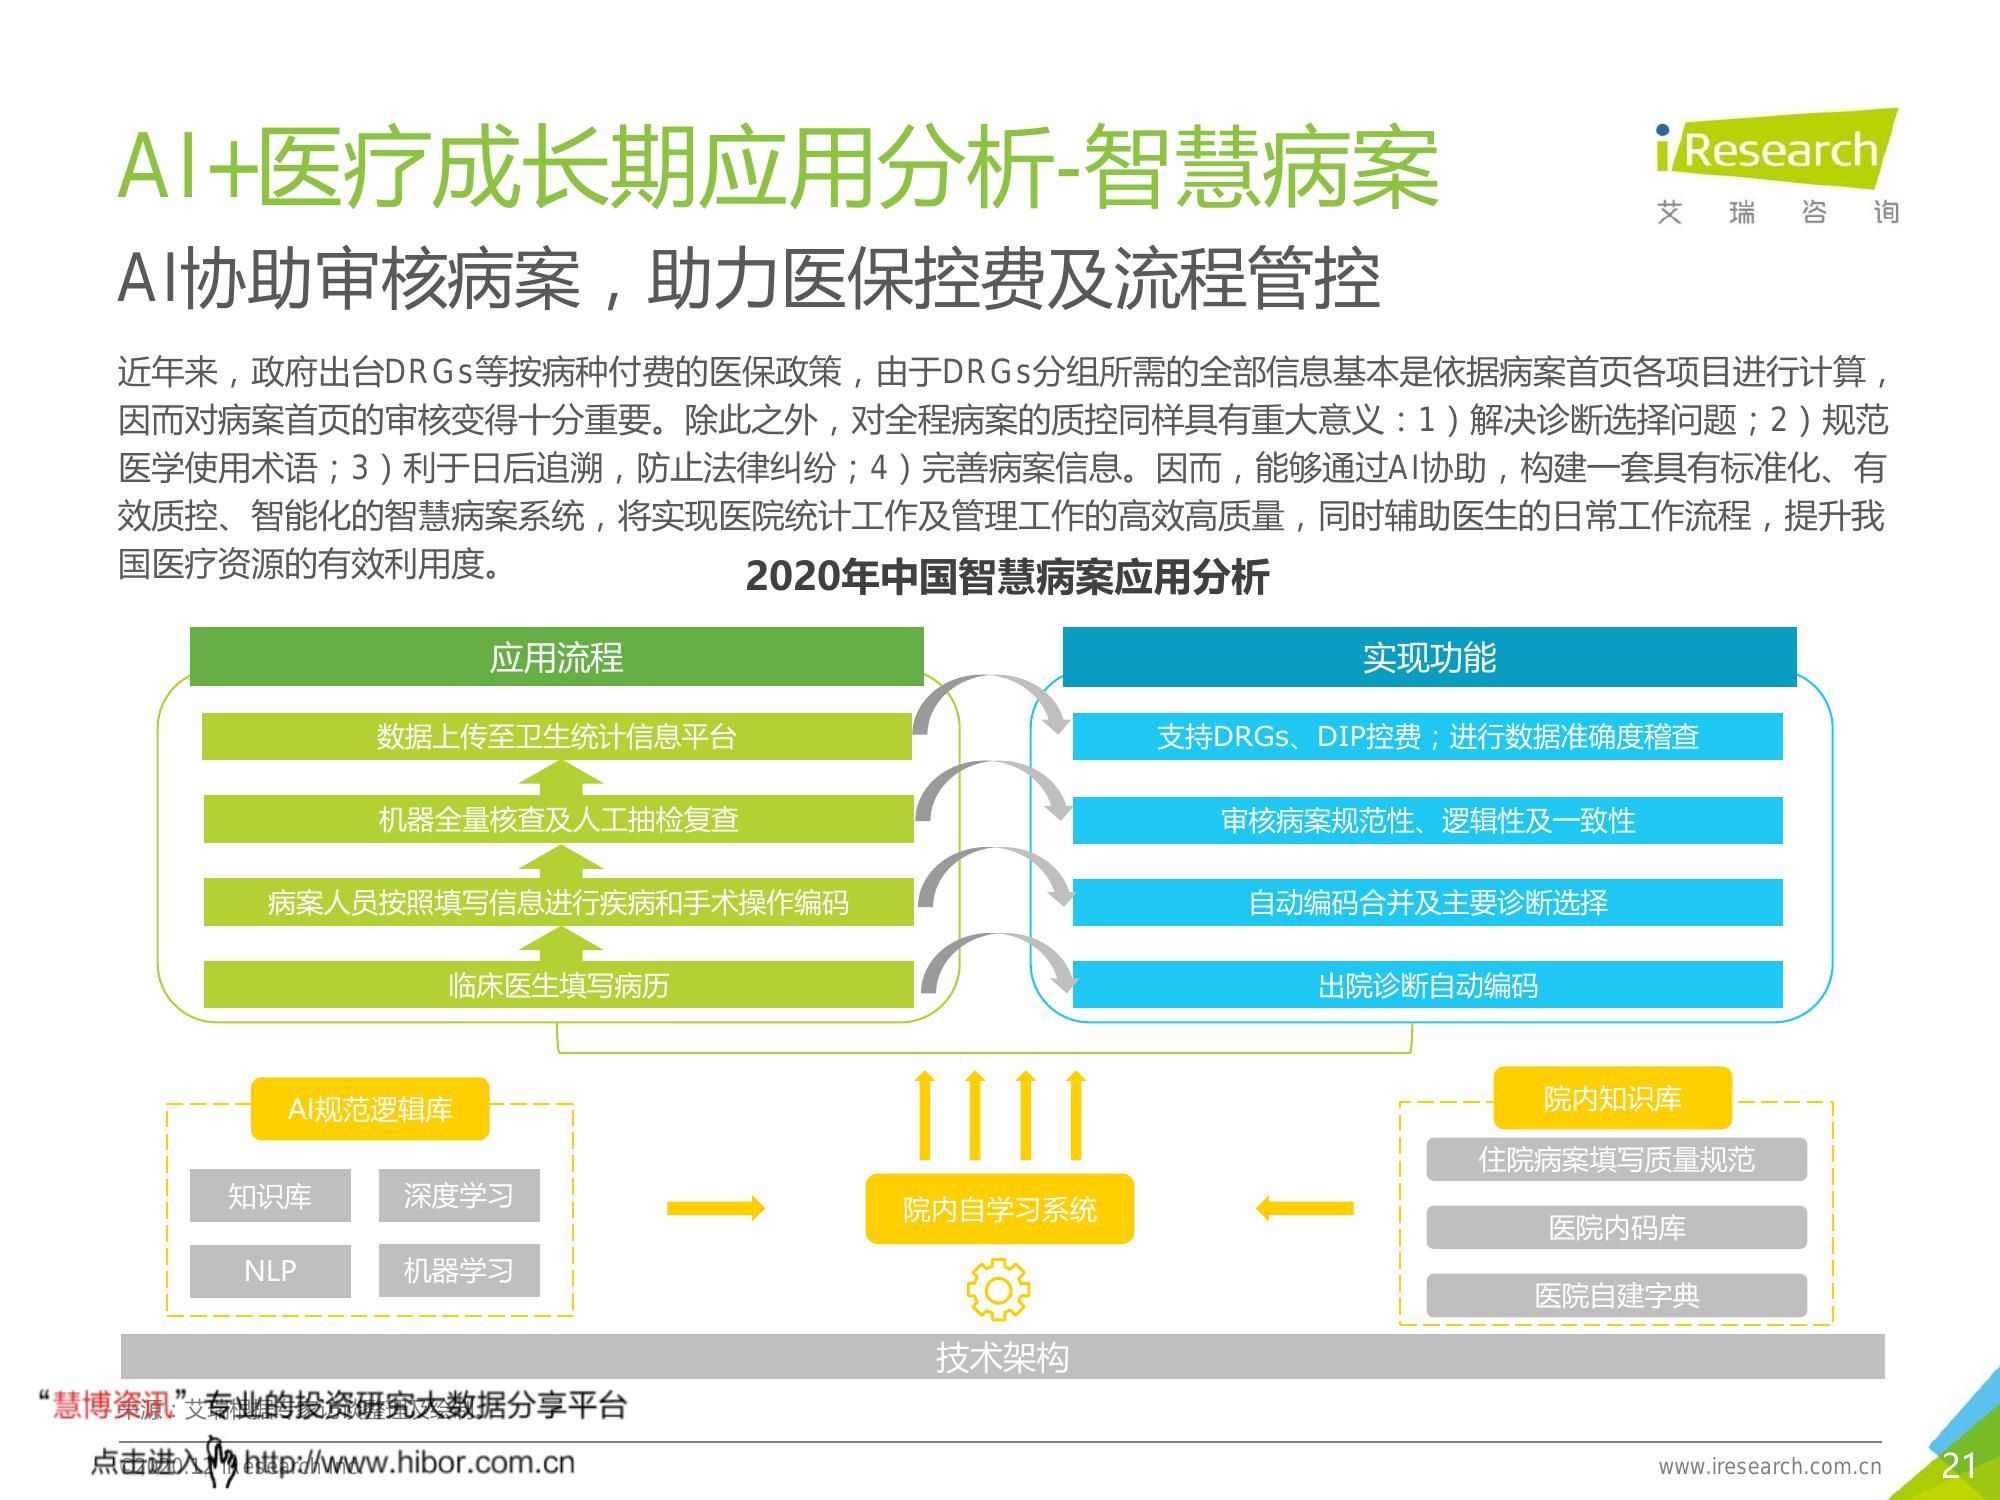 AI+医疗成长期应用分析-智慧病案
iResearch
艾瑞咨询
AI协助审核病案，助力医保控费及流程管控
近年来，政府出台DRGs等按病种付费的医保政策，由于DRGs分组所需的全部信息基本是依据病案首页各项目进行计算，
因而对病案首页的审核变得十分重要。除此之外，对全程病案的质控同样具有重大意义：1）解决诊断选择问题；2）规范
医学使用术语；3）利于日后追溯，防止法律纠纷；4）完善病案信息。因而，能够通过AI协助，构建一套具有标准化、有
效质控、智能化的智慧病案系统，将实现医院统计工作及管理工作的高效高质量，同时辅助医生的日常工作流程，提升我
国医疗资源的有效利用度。
2020年中国智慧病案应用分析
应用流程
数据上传至卫生统计信息平台
机器全量核查及人工抽检复查
病案人员按照填写信息进行疾病和手术操作编码
临床医生填写病历
实现功能
支持DRGs、DIP控费；进行数据准确度稽查
审核病案规范性、逻辑性及一致性
自动编码合并及主要诊断选择
出院诊断自动编码
AI规范逻辑库
知识库
深度学习
NLP
机器学习
院内自学习系统
院内知识库
住院病案填写质量规范
医院内码库
医院自建字典
技术架构
“慧博资讯”专业的投资研究大数据分享平台
点击进入 http://www.hibor.com.cn
©2020.12 iResearch Inc.
www.iresearch.com.cn
21